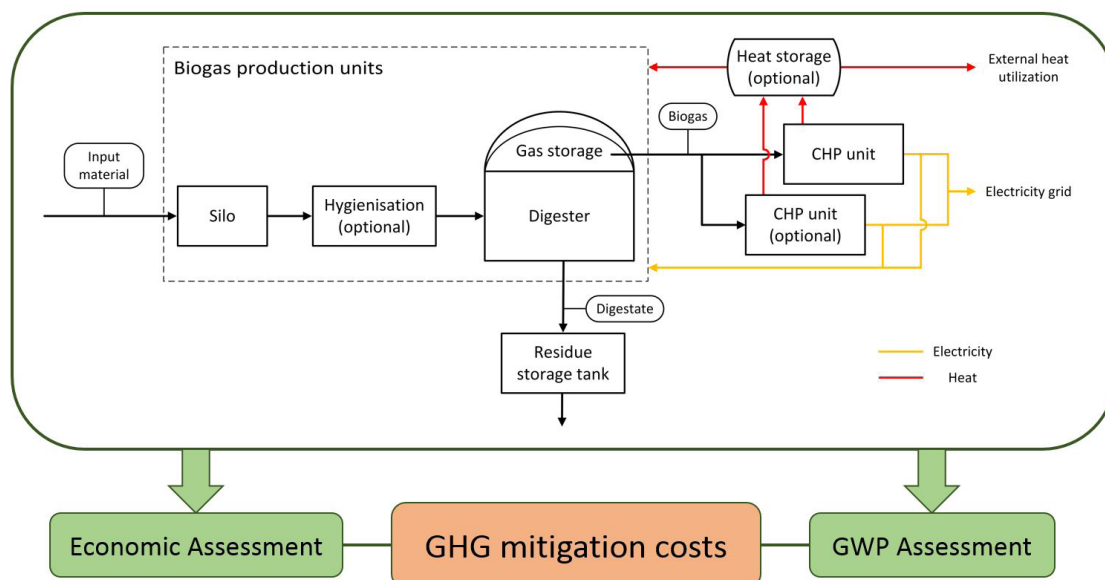 Biogas production units
Heat storage
(optional)
External heat
utilization
Biogas
Input
material
Gas storage
CHP unit
Silo
Hygienisation
(optional)
Digester
CHP unit
(optional)
Electricity grid
Digestate
Residue
storage tank
Electricity
Heat
Economic Assessment
GHG mitigation costs
GWP Assessment